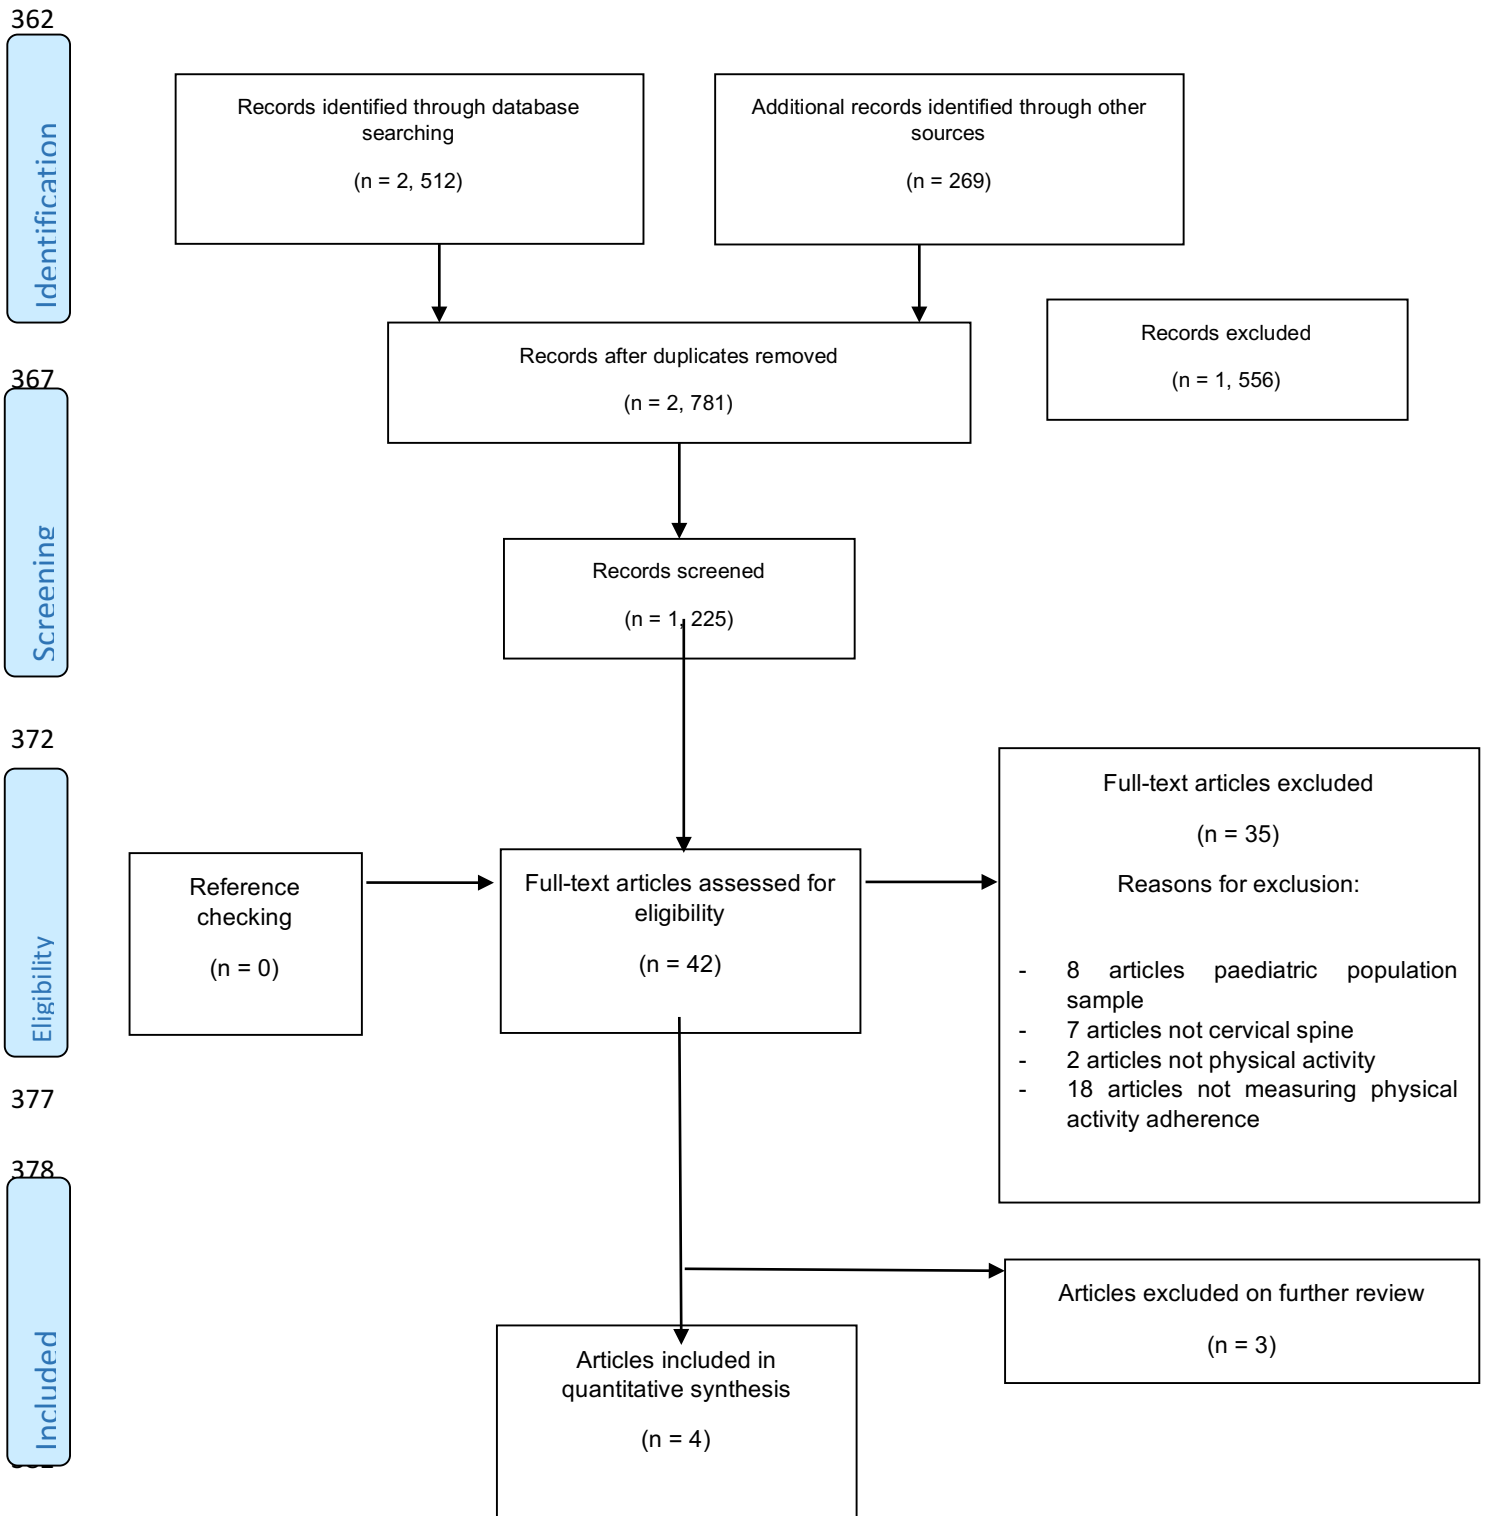 362
Identification
Records identified through database
searching
(n = 2, 512)
Additional records identified through other
sources
(n = 269)
Records after duplicates removed
(n = 2, 781)
Records excluded
(n = 1, 556)
367
Screening
Records screened
(n = 1, 225)
372
Eligibility
Reference
checking
(n = 0)
Full-text articles assessed for
eligibility
(n = 42)
Full-text articles excluded
(n = 35)
Reasons for exclusion:
- 8 articles paediatric population
sample
- 7 articles not cervical spine
- 2 articles not physical activity
- 18 articles not measuring physical
activity adherence
377
378
Included
Articles excluded on further review
(n = 3)
Articles included in
quantitative synthesis
(n = 4)